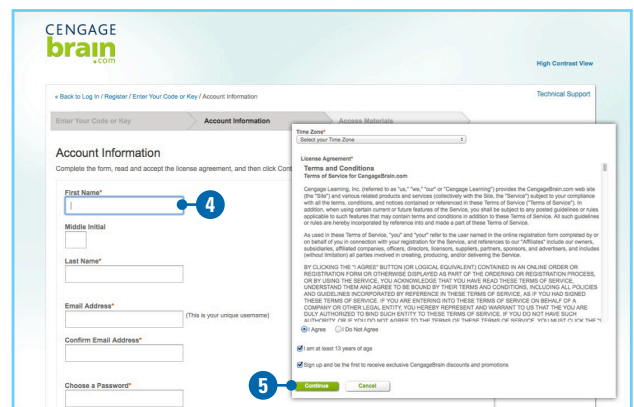 CENGAGE
brain
.com
High Contrast View
« Back to Log In / Register / Enter Your Code or Key / Account Information
Technical Support
Enter Your Code or Key
Account Information
Access Materials
Account Information
Complete the form, read and accept the license agreement, and then click Cont
First Name*
4
Middle Initial
Last Name*
Email Address*
(This is your unique username)
Confirm Email Address*
Choose a Password*
Time Zone*
Select your Time Zone
License Agreement*
Terms and Conditions
Terms of Service for CengageBrain.com
Cengage Learning, Inc. (referred to as "us," "we," "our" or "Cengage Learning") provides the CengageBrain.com web site
(the "Site") and various related products and services (collectively with the Site, the "Service") subject to your compliance
with all the terms, conditions, and notices contained or referenced in these Terms of Service ("Terms of Service"). In
addition, when using certain current or future features of the Service, you shall be subject to any posted guidelines or rules
applicable to such features that may contain terms and conditions in addition to these Terms of Service. All such guidelines
or rules are hereby incorporated by reference into and made a part of these Terms of Service.
As used in these Terms of Service, "you" and "your" refer to the user named in the online registration form completed by or
on behalf of you in connection with your registration for the Service, and references to our "Affiliates" include our owners,
subsidiaries, affiliated companies, officers, directors, licensors, suppliers, partners, sponsors, and advertisers, and includes
(without limitation) all parties involved in creating, producing, and/or delivering the Service.
BY CLICKING THE "I AGREE" BUTTON (OR LOGICAL EQUIVALENT) CONTAINED IN AN ONLINE ORDER OR
REGISTRATION FORM OR OTHERWISE DISPLAYED AS PART OF THE ORDERING OR REGISTRATION PROCESS,
OR BY USING THE SERVICE, YOU ACKNOWLEDGE THAT YOU HAVE READ THESE TERMS OF SERVICE,
UNDERSTAND THEM AND AGREE TO BE BOUND BY THEIR TERMS AND CONDITIONS, INCLUDING ALL POLICIES
AND GUIDELINES INCORPORATED BY REFERENCE IN THESE TERMS OF SERVICE, AS IF YOU HAD SIGNED
THESE TERMS OF SERVICE. IF YOU ARE ENTERING INTO THESE TERMS OF SERVICE ON BEHALF OF A
COMPANY OR OTHER LEGAL ENTITY, YOU HEREBY REPRESENT AND WARRANT TO US THAT THE YOU ARE
DULY AUTHORIZED TO BIND SUCH ENTITY TO THESE TERMS OF SERVICE. IF YOU DO NOT HAVE SUCH
AUTHORITY, OR IF YOU DO NOT AGREE TO THE TERMS OF THESE TERMS OF SERVICE, YOU MUST CLICK THE "I
I Agree
I Do Not Agree
I am at least 13 years of age
Sign up and be the first to receive exclusive CengageBrain discounts and promotions
5
Continue
Cancel